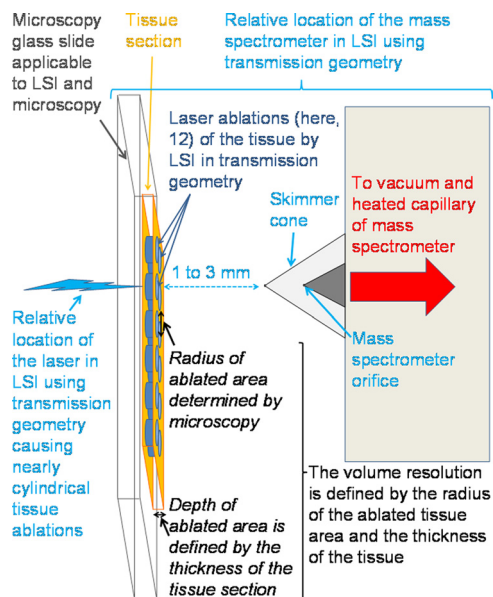 Microscopy
glass slide
applicable
to LSI and
microscopy
Tissue
section
Relative location of the mass
spectrometer in LSI using
transmission geometry
Laser ablations (here,
12) of the tissue by
LSI in transmission
geometry
Skimmer
cone
To vacuum and
heated capillary
of mass
spectrometer
1 to 3 mm
Relative
location of
the laser in
LSI using
transmission
geometry
causing
nearly
cylindrical
tissue
ablations
Radius of
ablated area
determined by
microscopy
Mass
spectrometer
orifice
Depth of
ablated area is
defined by the
thickness of the
tissue section
The volume resolution
is defined by the radius
of the ablated tissue
area and the thickness
of the tissue